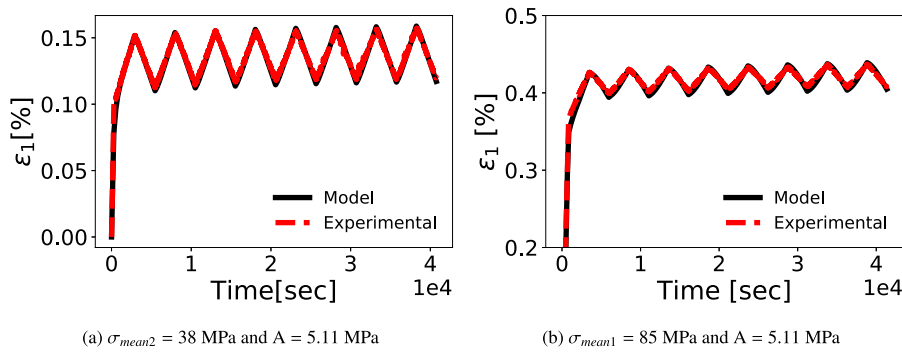 0.15
0.10
0.05
0.00
ε₁[%]
Model
Experimental
0 1 2 3 4
1e4
Time[sec]
(a) σmean2 = 38 MPa and A = 5.11 MPa
0.5
0.4
0.3
0.2
ε₁ [%]
Model
Experimental
0 1 2 3 4
1e4
Time[sec]
(b) σmean1 = 85 MPa and A = 5.11 MPa